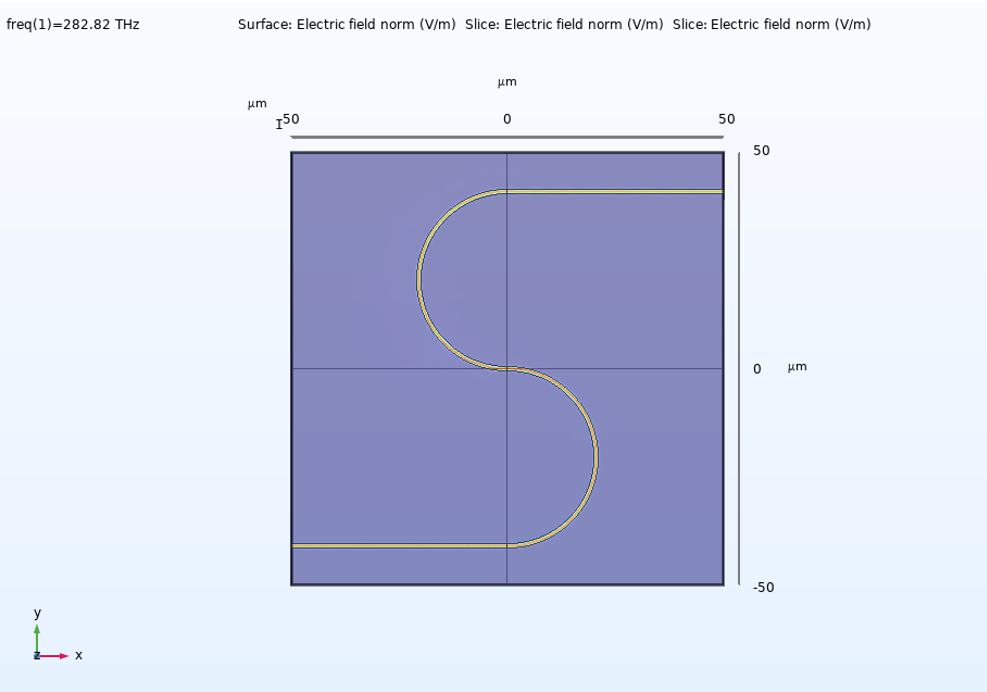 freq(1)=282.82 THz Surface: Electric field norm (V/m) Slice: Electric field norm (V/m) Slice: Electric field norm (V/m)
µm
µm
-50 0 50
50
0 µm
-50
y
z x